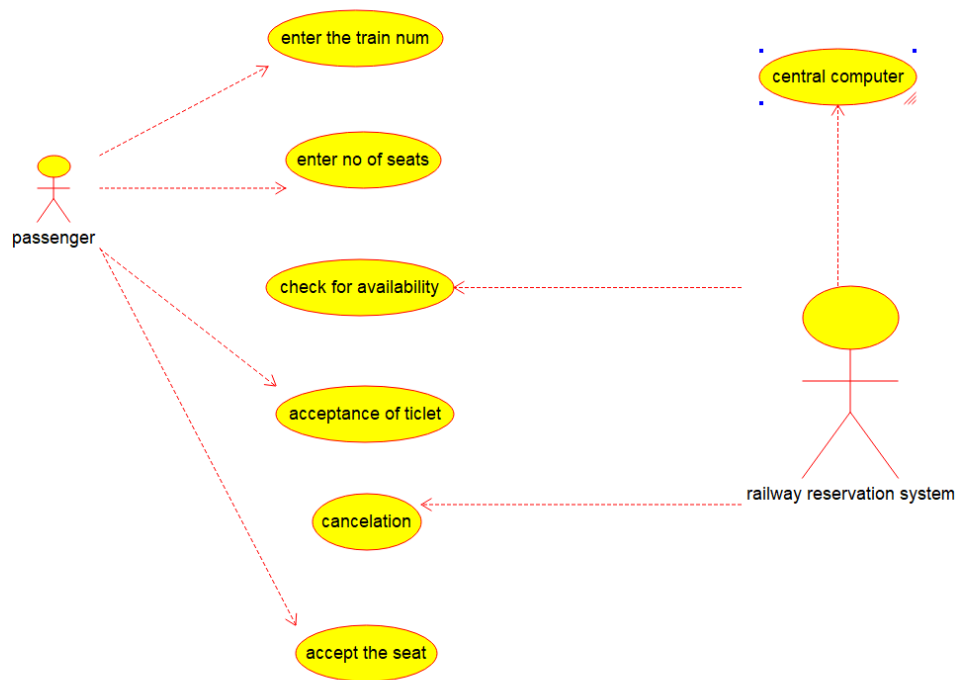 enter the train num
central computer
enter no of seats
passenger
check for availability
acceptance of ticlet
railway reservation system
cancelation
accept the seat